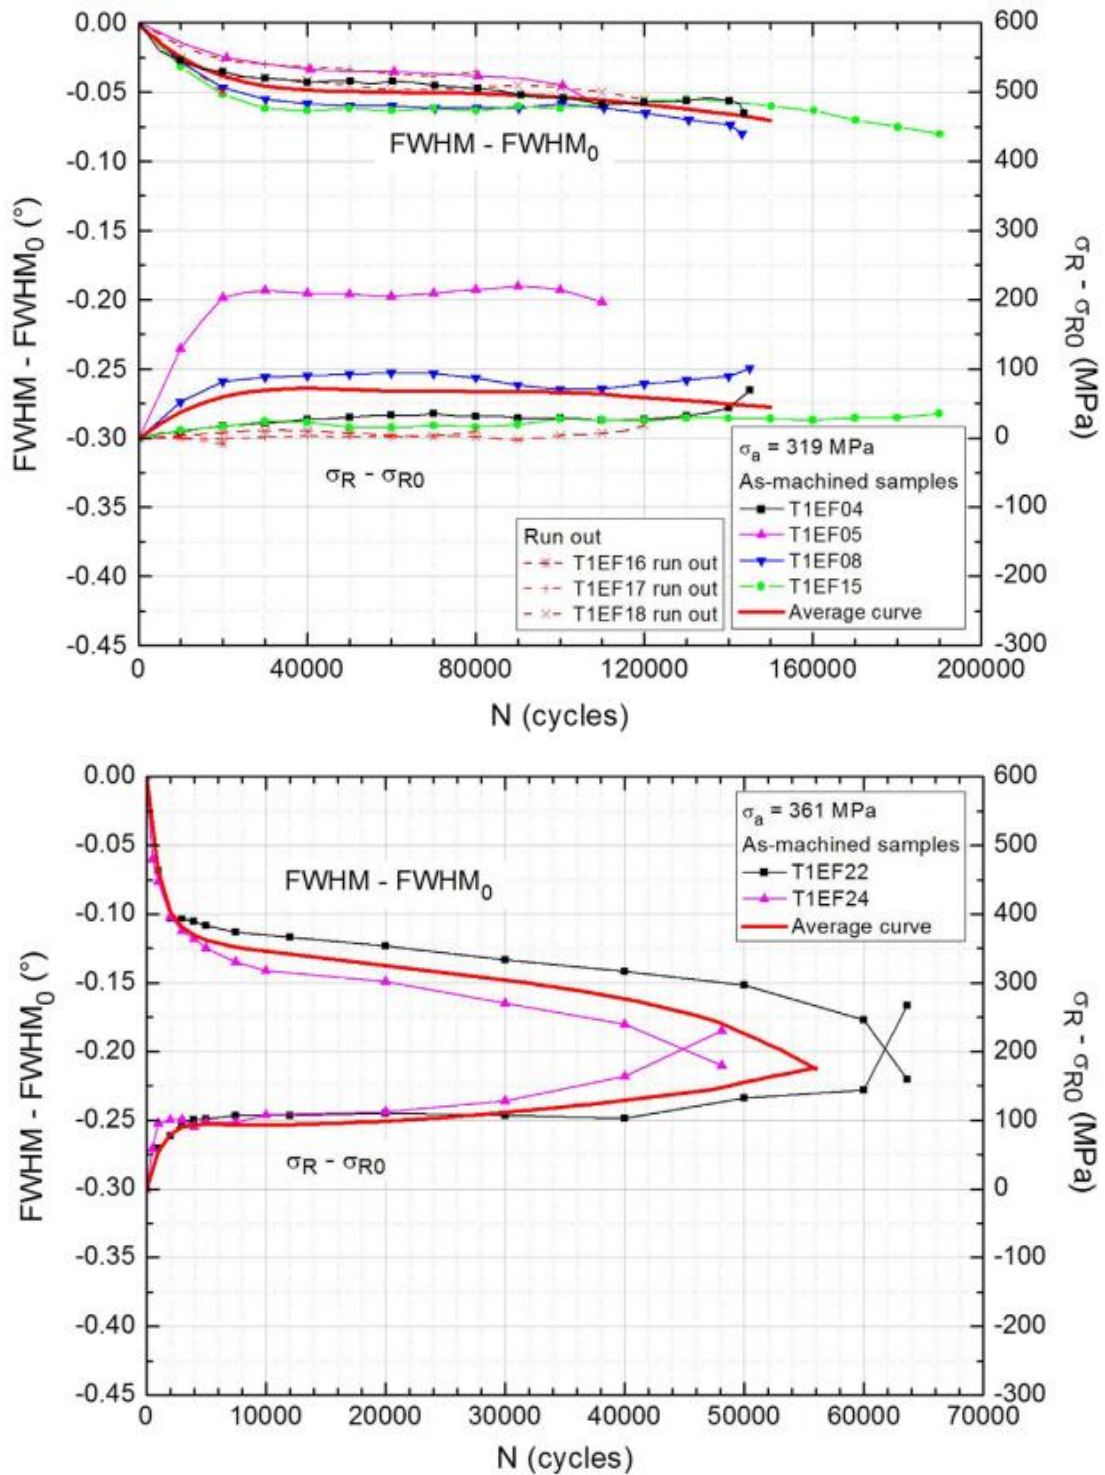 0.00
-0.05
-0.10
-0.15
-0.20
-0.25
-0.30
-0.35
-0.40
-0.45
FWHM - FWHM₀ (°)
600
500
400
300
200
100
0
-100
-200
-300
σR - σR0 (MPa)
FWHM - FWHM₀
σR - σR0
Run out
T1EF16 run out
T1EF17 run out
T1EF18 run out
σa = 319 MPa
As-machined samples
T1EF04
T1EF05
T1EF08
T1EF15
Average curve
0 40000 80000 120000 160000 200000
N (cycles)
0.00
-0.05
-0.10
-0.15
-0.20
-0.25
-0.30
-0.35
-0.40
-0.45
FWHM - FWHM₀ (°)
600
500
400
300
200
100
0
-100
-200
-300
σR - σR0 (MPa)
σa = 361 MPa
As-machined samples
T1EF22
T1EF24
Average curve
FWHM - FWHM₀
σR - σR0
0 10000 20000 30000 40000 50000 60000 70000
N (cycles)